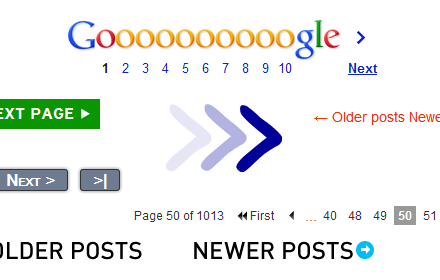 Gooooooooooogle >
1 2 3 4 5 6 7 8 9 10 Next
EXT PAGE
← Older posts Newe
NEXT > >|
Page 50 of 1013 First ... 40 48 49 50 51
OLDER POSTS NEWER POSTS